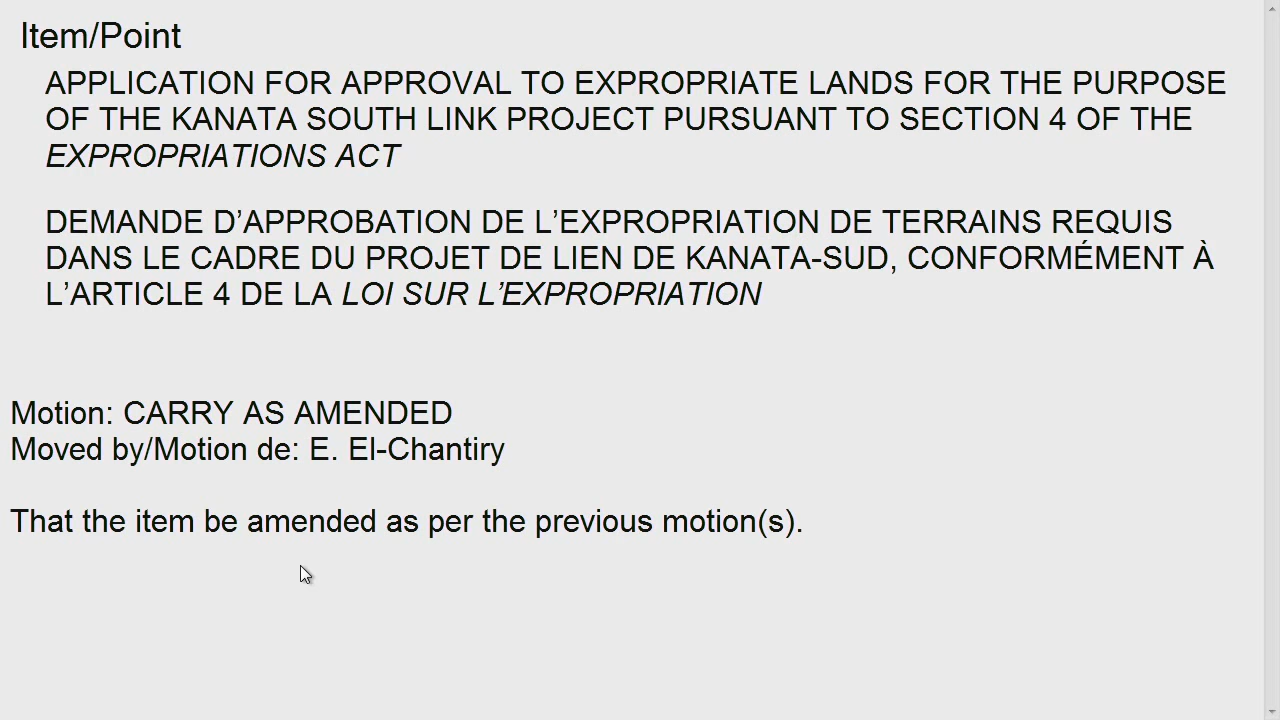 Item/Point
APPLICATION FOR APPROVAL TO EXPROPRIATE LANDS FOR THE PURPOSE
OF THE KANATA SOUTH LINK PROJECT PURSUANT TO SECTION 4 OF THE
EXPROPRIATIONS ACT
DEMANDE D’APPROBATION DE L’EXPROPRIATION DE TERRAINS REQUIS
DANS LE CADRE DU PROJET DE LIEN DE KANATA-SUD, CONFORMÉMENT À
L’ARTICLE 4 DE LA LOI SUR L’EXPROPRIATION
Motion: CARRY AS AMENDED
Moved by/Motion de: E. El-Chantiry
That the item be amended as per the previous motion(s).